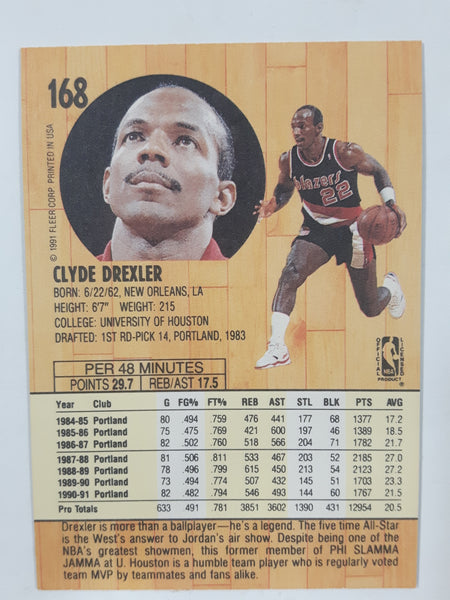 168
© 1991 FLEER CORP. PRINTED IN USA
blazers
22
CLYDE DREXLER
BORN: 6/22/62, NEW ORLEANS, LA
HEIGHT: 6'7" WEIGHT: 215
COLLEGE: UNIVERSITY OF HOUSTON
DRAFTED: 1ST RD-PICK 14, PORTLAND, 1983
OFFICIAL LICENSED
NBA
PRODUCT
PER 48 MINUTES
POINTS 29.7 REB/AST 17.5
Year Club G FG% FT% REB AST STL BLK PTS AVG
1984-85 Portland 80 .494 .759 476 441 177 68 1377 17.2
1985-86 Portland 75 .475 .769 421 600 197 46 1389 18.5
1986-87 Portland 82 .502 .760 518 566 204 71 1782 21.7
1987-88 Portland 81 .506 .811 533 467 203 52 2185 27.0
1988-89 Portland 78 .496 .799 615 450 213 54 2123 27.2
1989-90 Portland 73 .494 .774 507 432 145 51 1703 23.3
1990-91 Portland 82 .482 .794 546 493 144 60 1767 21.5
Pro Totals 633 .491 .781 3851 3602 1390 431 12954 20.5
Drexler is more than a ballplayer—he's a legend. The five time All-Star
is the West's answer to Jordan's air show. Despite being one of the
NBA's greatest showmen, this former member of PHI SLAMMA
JAMMA at U. Houston is a humble team player who is regularly voted
team MVP by teammates and fans alike.